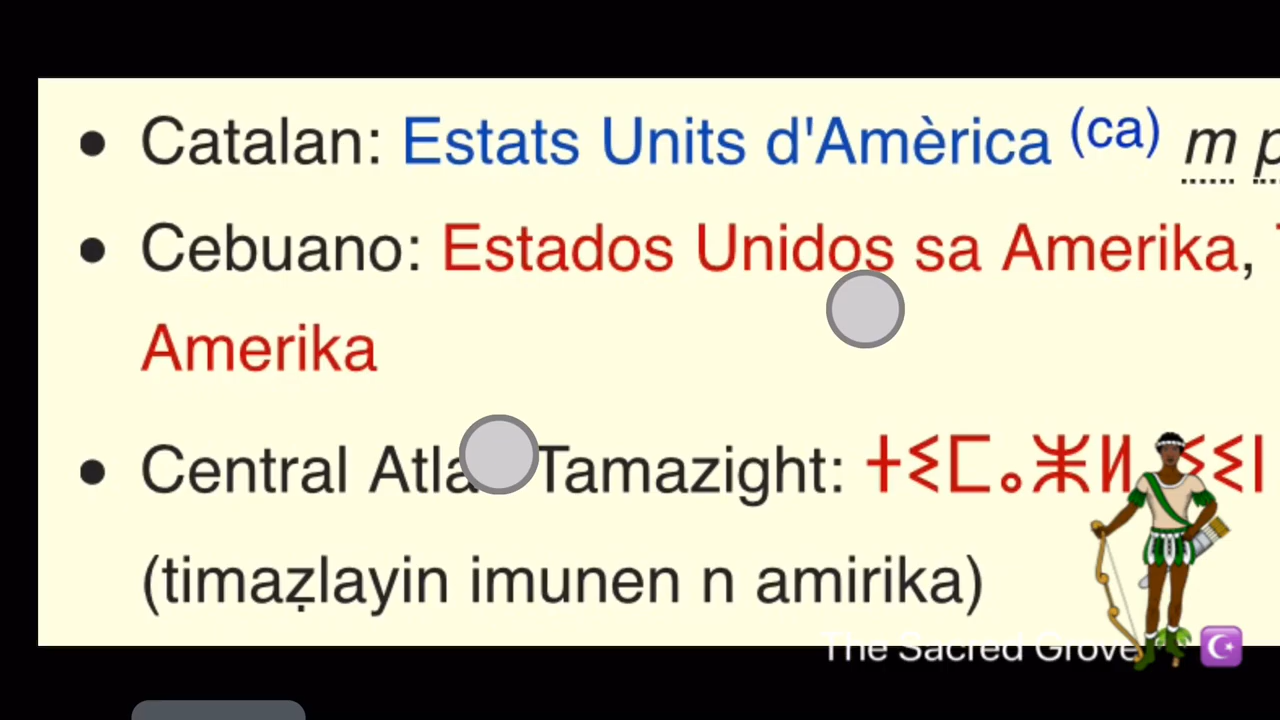 • Catalan: Estats Units d'Amèrica (ca) m p
• Cebuano: Estados Unidos sa Amerika,
Amerika
• Central Tamazight:
(timaẓlayin imunen n amirika)
The Sacred Grove